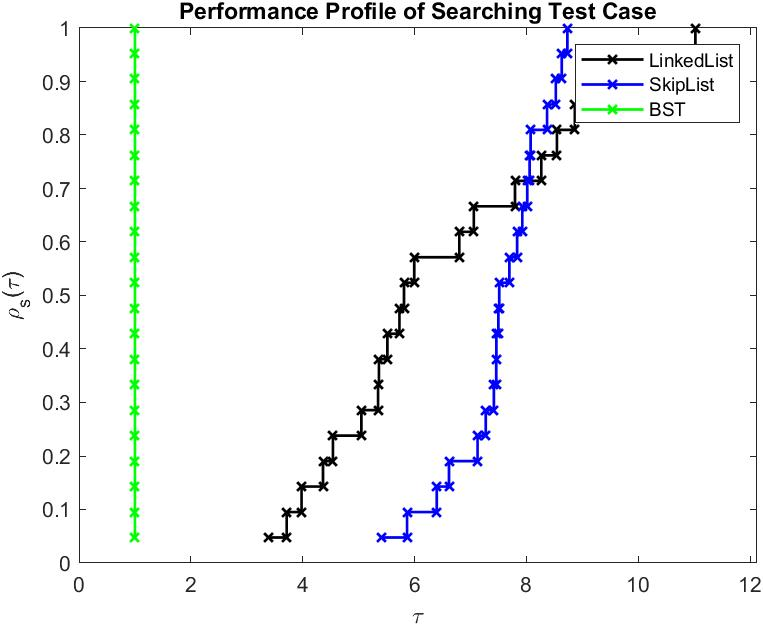 Performance Profile of Searching Test Case
1
0.9
0.8
0.7
0.6
0.5
0.4
0.3
0.2
0.1
0
ρs(τ)
LinkedList
SkipList
BST
0 2 4 6 8 10 12
τ